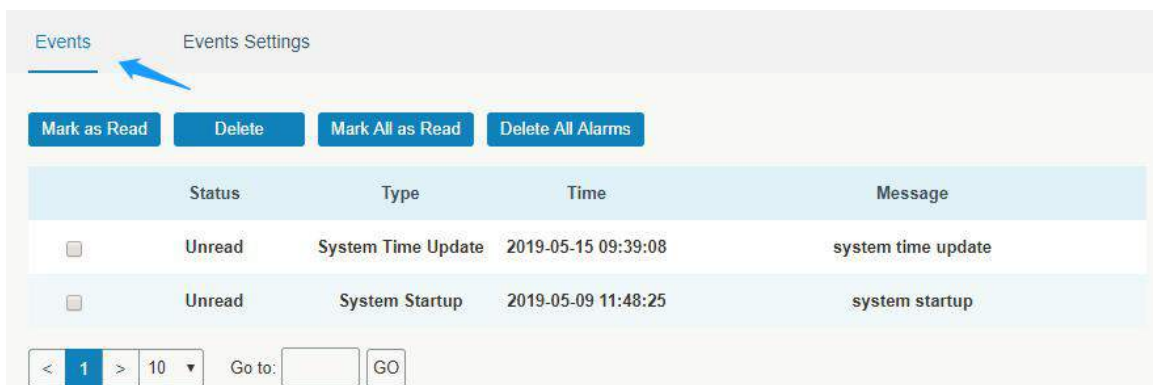 Events Events Settings
Mark as Read Delete Mark All as Read Delete All Alarms
Status Type Time Message
Unread System Time Update 2019-05-15 09:39:08 system time update
Unread System Startup 2019-05-09 11:48:25 system startup
< 1 > 10 ▼ Go to: GO